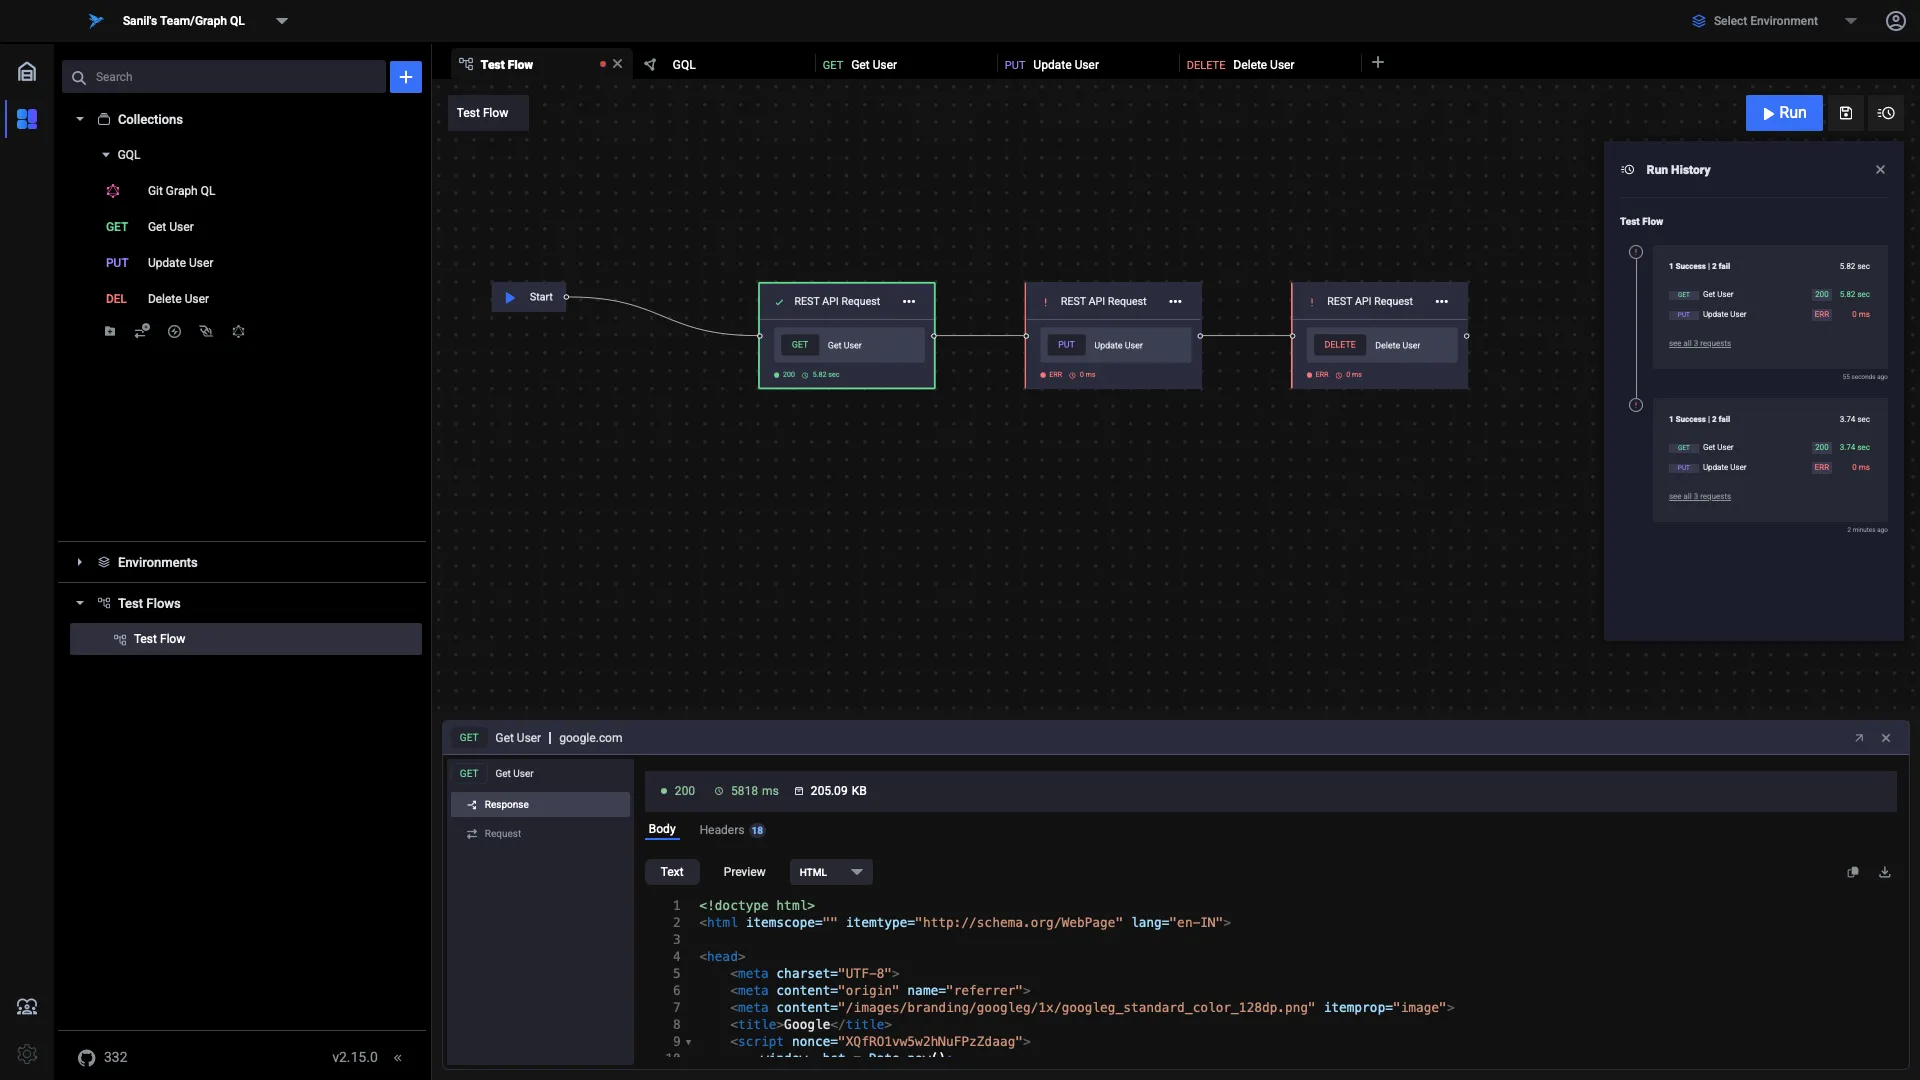 Sanil's Team/Graph QL
Select Environment
Search
Collections
GQL
Git Graph QL
GET Get User
PUT Update User
DEL Delete User
Environments
Test Flows
Test Flow
332
v2.15.0 «
Test Flow
GQL
GET Get User
PUT Update User
DELETE Delete User
Test Flow
Run
Start
REST API Request
GET Get User
200 5.82 sec
REST API Request
PUT Update User
ERR 0 ms
REST API Request
DELETE Delete User
ERR 0 ms
Run History
Test Flow
1 Success | 2 fail 5.82 sec
GET Get User 200 5.82 sec
PUT Update User ERR 0 ms
see all 3 requests
55 seconds ago
1 Success | 2 fail 3.74 sec
GET Get User 200 3.74 sec
PUT Update User ERR 0 ms
see all 3 requests
2 minutes ago
GET Get User | google.com
GET Get User
Response
Request
200 5818 ms 205.09 KB
Body Headers 18
Text Preview HTML
1 <!doctype html>
2 <html itemscope="" itemtype="http://schema.org/WebPage" lang="en-IN">
3
4 <head>
5 <meta charset="UTF-8">
6 <meta content="origin" name="referrer">
7 <meta content="/images/branding/googleg/1x/googleg_standard_color_128dp.png" itemprop="image">
8 <title>Google</title>
9 <script nonce="XQfRO1vw5w2hNuFPzZdaag">